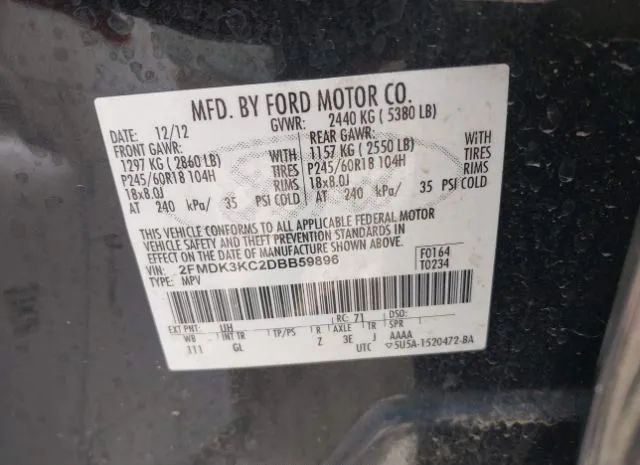 MFD. BY FORD MOTOR CO.
DATE: 12/12 GVWR: 2440 KG ( 5380 LB)
FRONT GAWR: REAR GAWR:
1297 KG ( 2860 LB) WITH 1157 KG ( 2550 LB) WITH
P245/60R18 104H TIRES P245/60R18 104H TIRES
18x8.0J RIMS 18x8.0J RIMS
AT 240 kPa/ 35 PSI COLD AT 240 kPa/ 35 PSI COLD
THIS VEHICLE CONFORMS TO ALL APPLICABLE FEDERAL MOTOR
VEHICLE SAFETY AND THEFT PREVENTION STANDARDS IN
EFFECT ON THE DATE OF MANUFACTURE SHOWN ABOVE.
VIN: 2FMDK3KC2DBB59896 F0164
TYPE: MPV T0234
EXT PNT: UH RC: 71 DSO:
WB INT TR TP/PS R AXLE TR SPR
111 GL Z 3E J AAAA
UTC 5U5A-1520472-BA